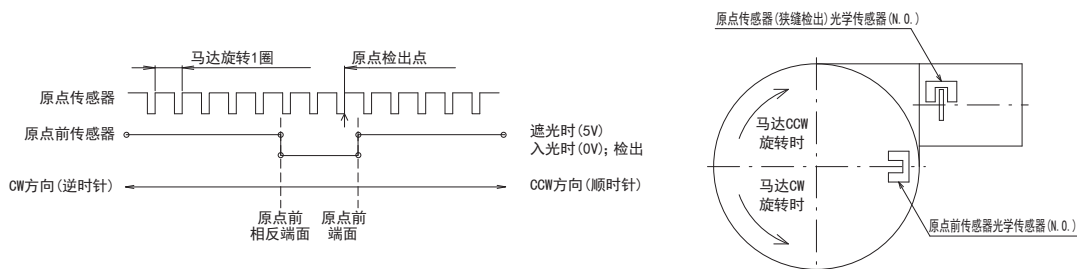 马达旋转1圈
原点检出点
原点传感器
原点前传感器
遮光时(5V)
入光时(0V); 检出
CW方向(逆时针)
CCW方向(顺时针)
原点前
相反端面
原点前
端面
原点传感器(狭缝检出)光学传感器(N.O.)
马达CCW
旋转时
马达CW
旋转时
原点前传感器光学传感器(N.O.)